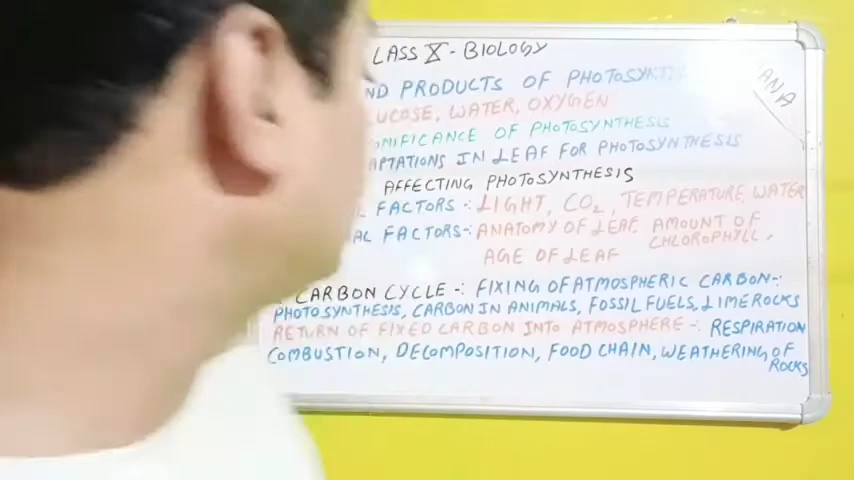 LASS X - BIOLOGY
ND PRODUCTS OF PHOTOSYNT
UCOSE, WATER, OXYGEN
ANA
NIFICANCE OF PHOTOSYNTHESIS
APTATIONS IN LEAF FOR PHOTOSYNTHESIS
AFFECTING PHOTOSYNTHESIS
L FACTORS -: LIGHT, CO2, TEMPERATURE, WATER
AL FACTORS -: ANATOMY OF LEAF, AMOUNT OF CHLOROPHYLL,
AGE OF LEAF
CARBON CYCLE -: FIXING OF ATMOSPHERIC CARBON -:
PHOTOSYNTHESIS, CARBON IN ANIMALS, FOSSIL FUELS, LIMEROCKS
RETURN OF FIXED CARBON INTO ATMOSPHERE -: RESPIRATION
COMBUSTION, DECOMPOSITION, FOOD CHAIN, WEATHERING OF
ROCKS